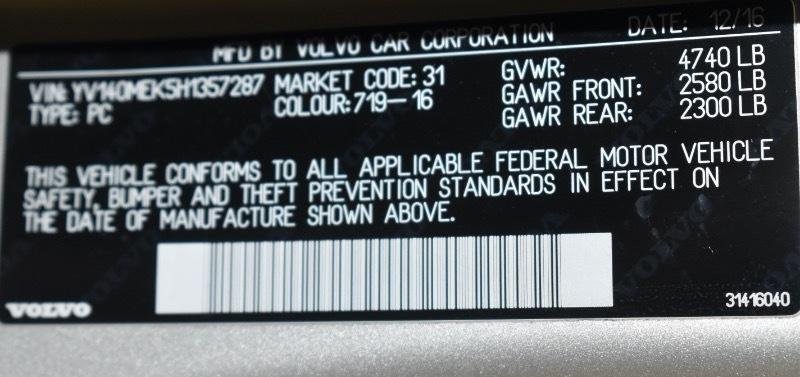 MFD BY VOLVO CAR CORPORATION DATE: 12/16
VIN: YV140MEK5H1357287 MARKET CODE: 31 GVWR: 4740 LB
TYPE: PC COLOUR: 719-16 GAWR FRONT: 2580 LB
GAWR REAR: 2300 LB
THIS VEHICLE CONFORMS TO ALL APPLICABLE FEDERAL MOTOR VEHICLE
SAFETY, BUMPER AND THEFT PREVENTION STANDARDS IN EFFECT ON
THE DATE OF MANUFACTURE SHOWN ABOVE.
VOLVO 31416040